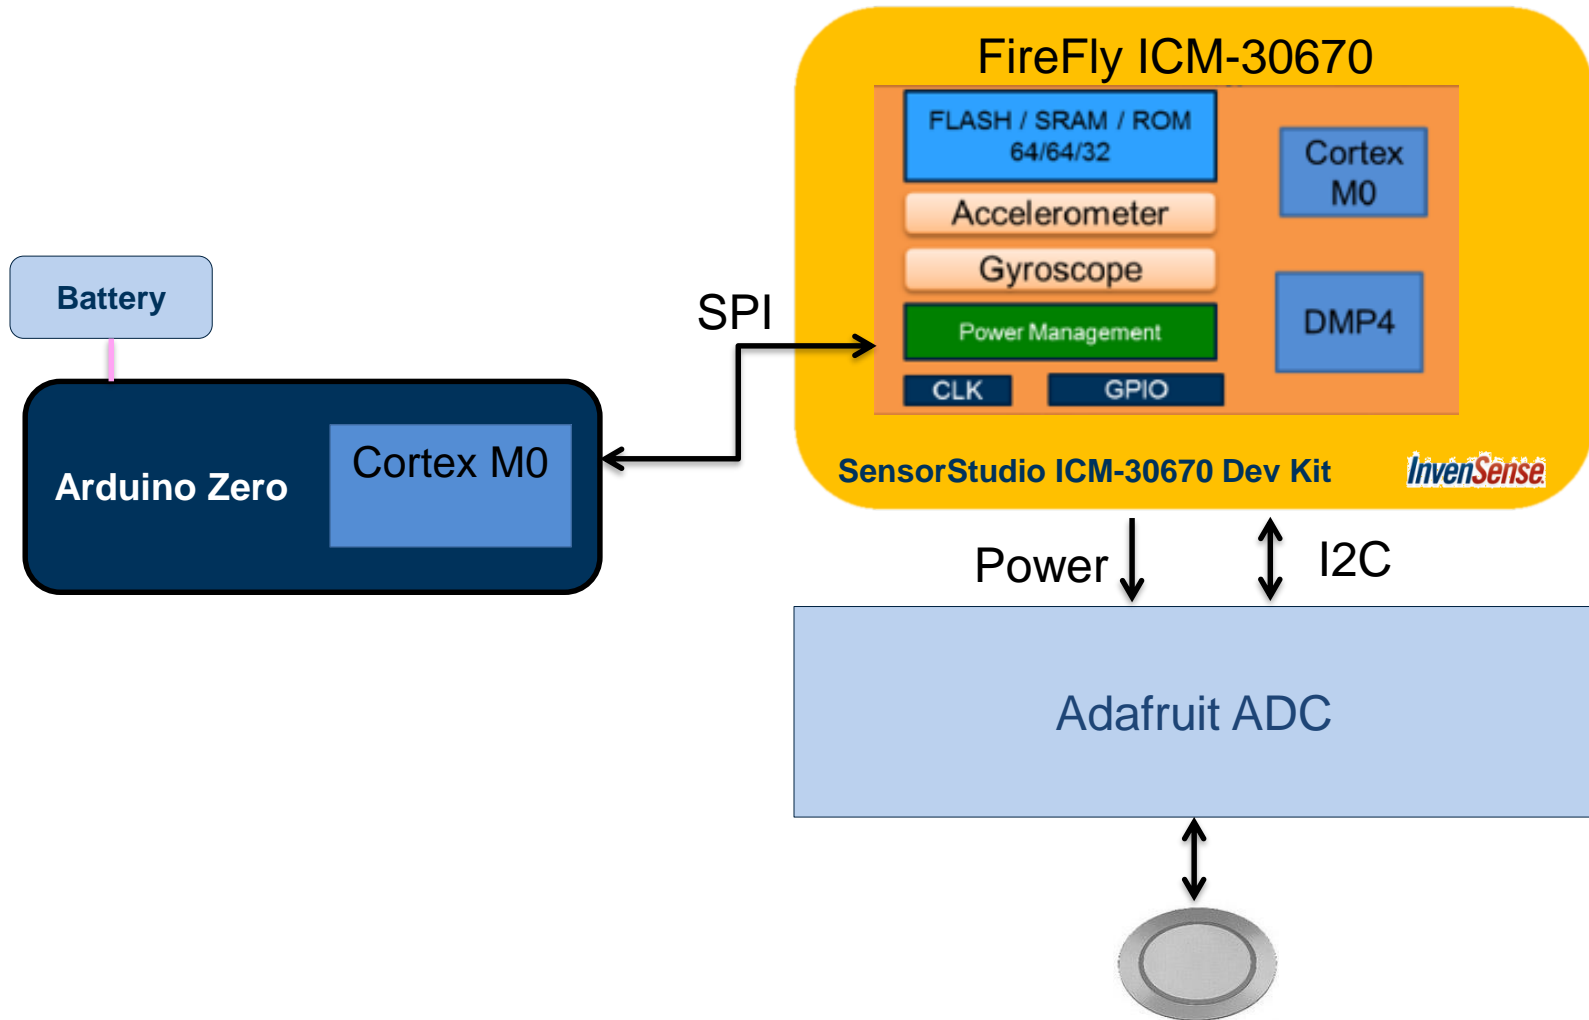 FireFly ICM-30670
FLASH / SRAM / ROM
64/64/32
Cortex
M0
Accelerometer
Gyroscope
Power Management
DMP4
CLK
GPIO
SensorStudio ICM-30670 Dev Kit
InvenSense
Battery
SPI
Arduino Zero
Cortex M0
Power
I2C
Adafruit ADC